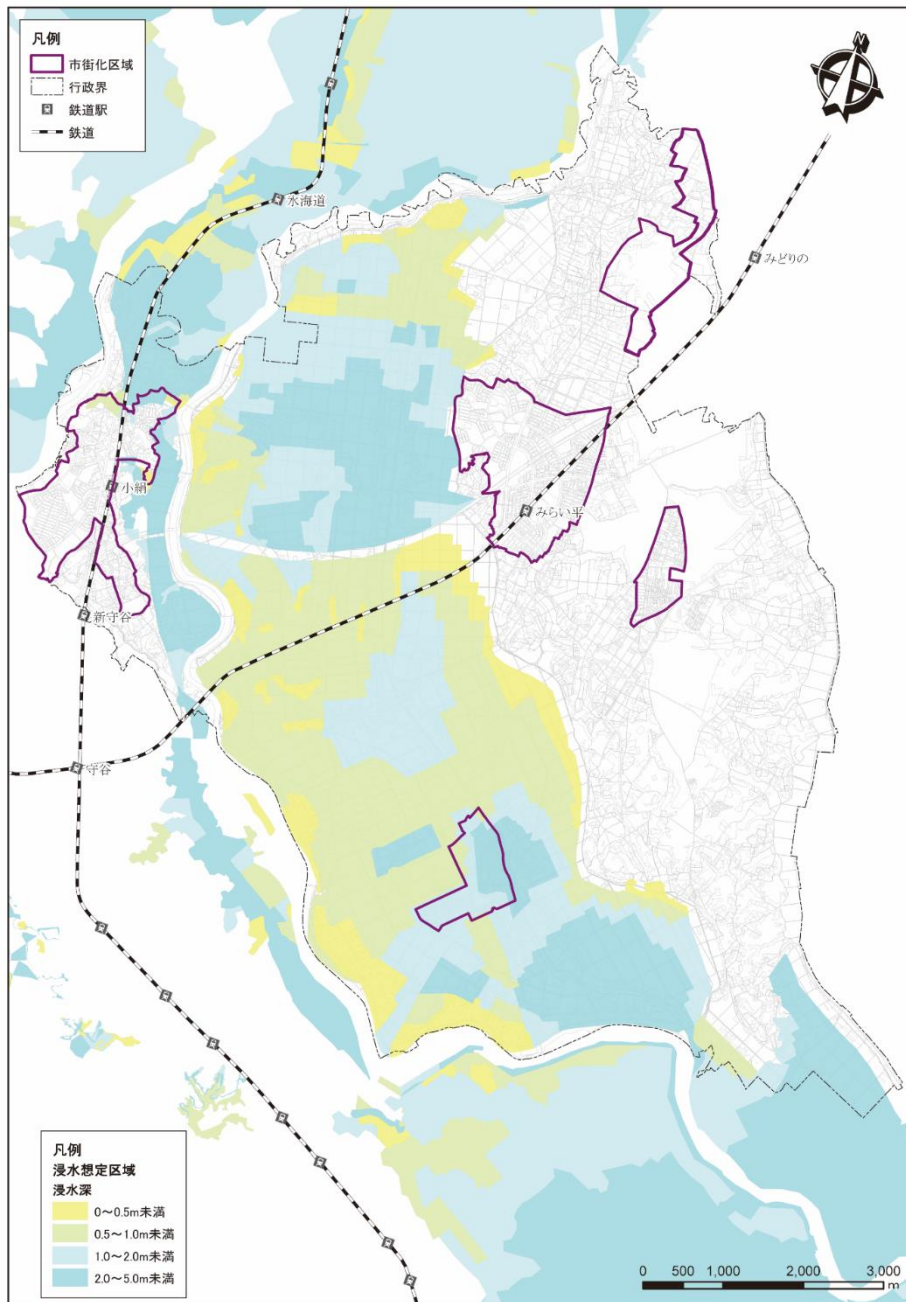 凡例
市街化区域
行政界
鉄道駅
鉄道
N
水海道
みどりの
小絹
みらい平
新守谷
守谷
凡例
浸水想定区域
浸水深
0～0.5m未満
0.5～1.0m未満
1.0～2.0m未満
2.0～5.0m未満
0 500 1,000 2,000 3,000
m